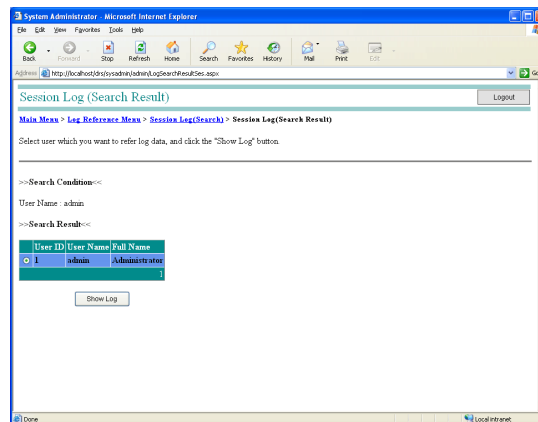 System Administrator - Microsoft Internet Explorer
File Edit View Favorites Tools Help
Back Forward Stop Refresh Home Search Favorites History Mail Print Edit
Address http://localhost/drs/sysadmin/admin/LogSearchResultSes.aspx Go
Session Log (Search Result)
Logout
Main Menu > Log Reference Menu > Session Log(Search) > Session Log(Search Result)
Select user which you want to refer log data, and click the "Show Log" button.
>>Search Condition<<
User Name : admin
>>Search Result<<
User ID User Name Full Name
1 admin Administrator
1
Show Log
Done Local intranet